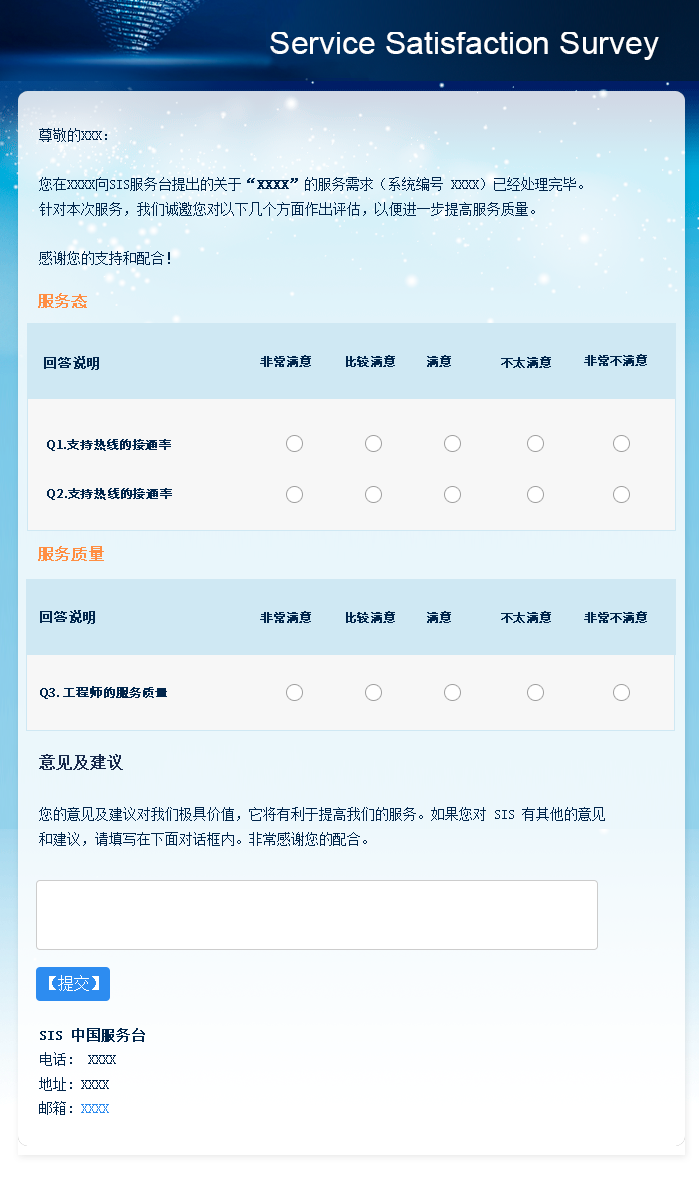 Service Satisfaction Survey
尊敬的XXX:
您在XXXX向SIS服务台提出的关于“XXXX”的服务需求（系统编号 XXXX）已经处理完毕。
针对本次服务，我们诚邀您对以下几个方面作出评估，以便进一步提高服务质量。
感谢您的支持和配合!
服务态
回答说明 非常满意 比较满意 满意 不太满意 非常不满意
Q1.支持热线的接通率
Q2.支持热线的接通率
服务质量
回答说明 非常满意 比较满意 满意 不太满意 非常不满意
Q3.工程师的服务质量
意见及建议
您的意见及建议对我们极具价值，它将有利于提高我们的服务。如果您对 SIS 有其他的意见
和建议，请填写在下面对话框内。非常感谢您的配合。
【提交】
SIS 中国服务台
电话: XXXX
地址: XXXX
邮箱: XXXX